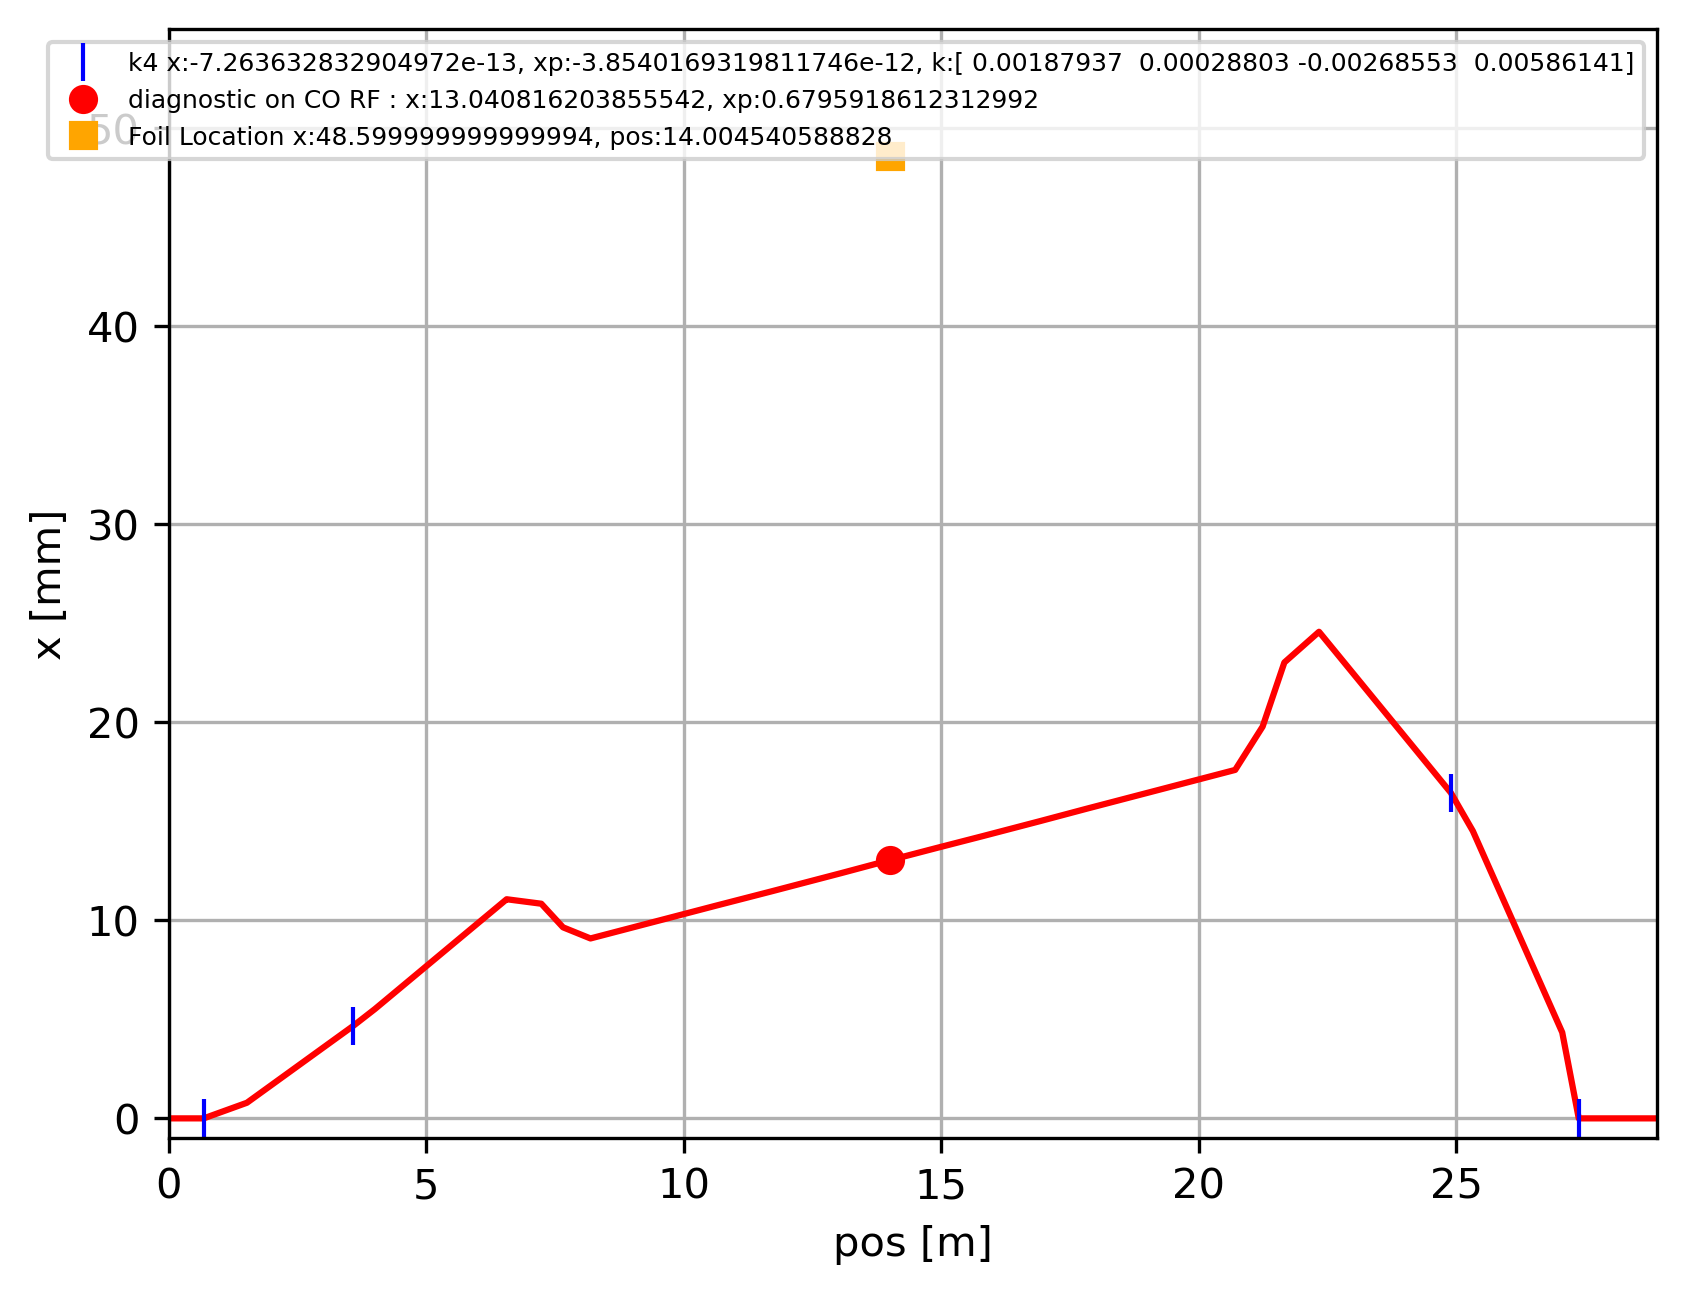 k4 x:-7.263632832904972e-13, xp:-3.8540169319811746e-12, k:[ 0.00187937  0.00028803 -0.00268553  0.00586141]
diagnostic on CO RF : x:13.040816203855542, xp:0.6795918612312992
Foil Location x:48.599999999999994, pos:14.004540588828
50
40
30
20
10
0
x [mm]
0 5 10 15 20 25
pos [m]